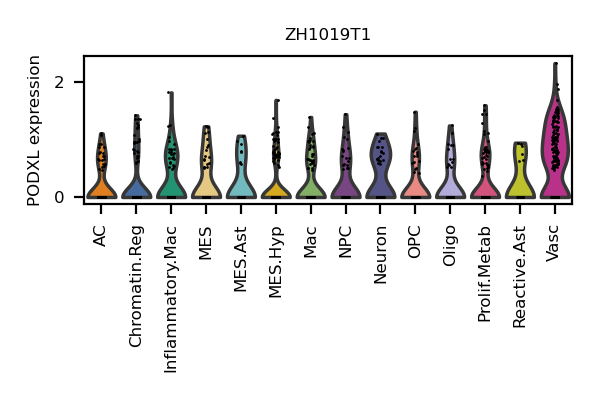 ZH1019T1
PODXL expression
2
0
AC
Chromatin.Reg
Inflammatory.Mac
MES
MES.Ast
MES.Hyp
Mac
NPC
Neuron
OPC
Oligo
Prolif.Metab
Reactive.Ast
Vasc